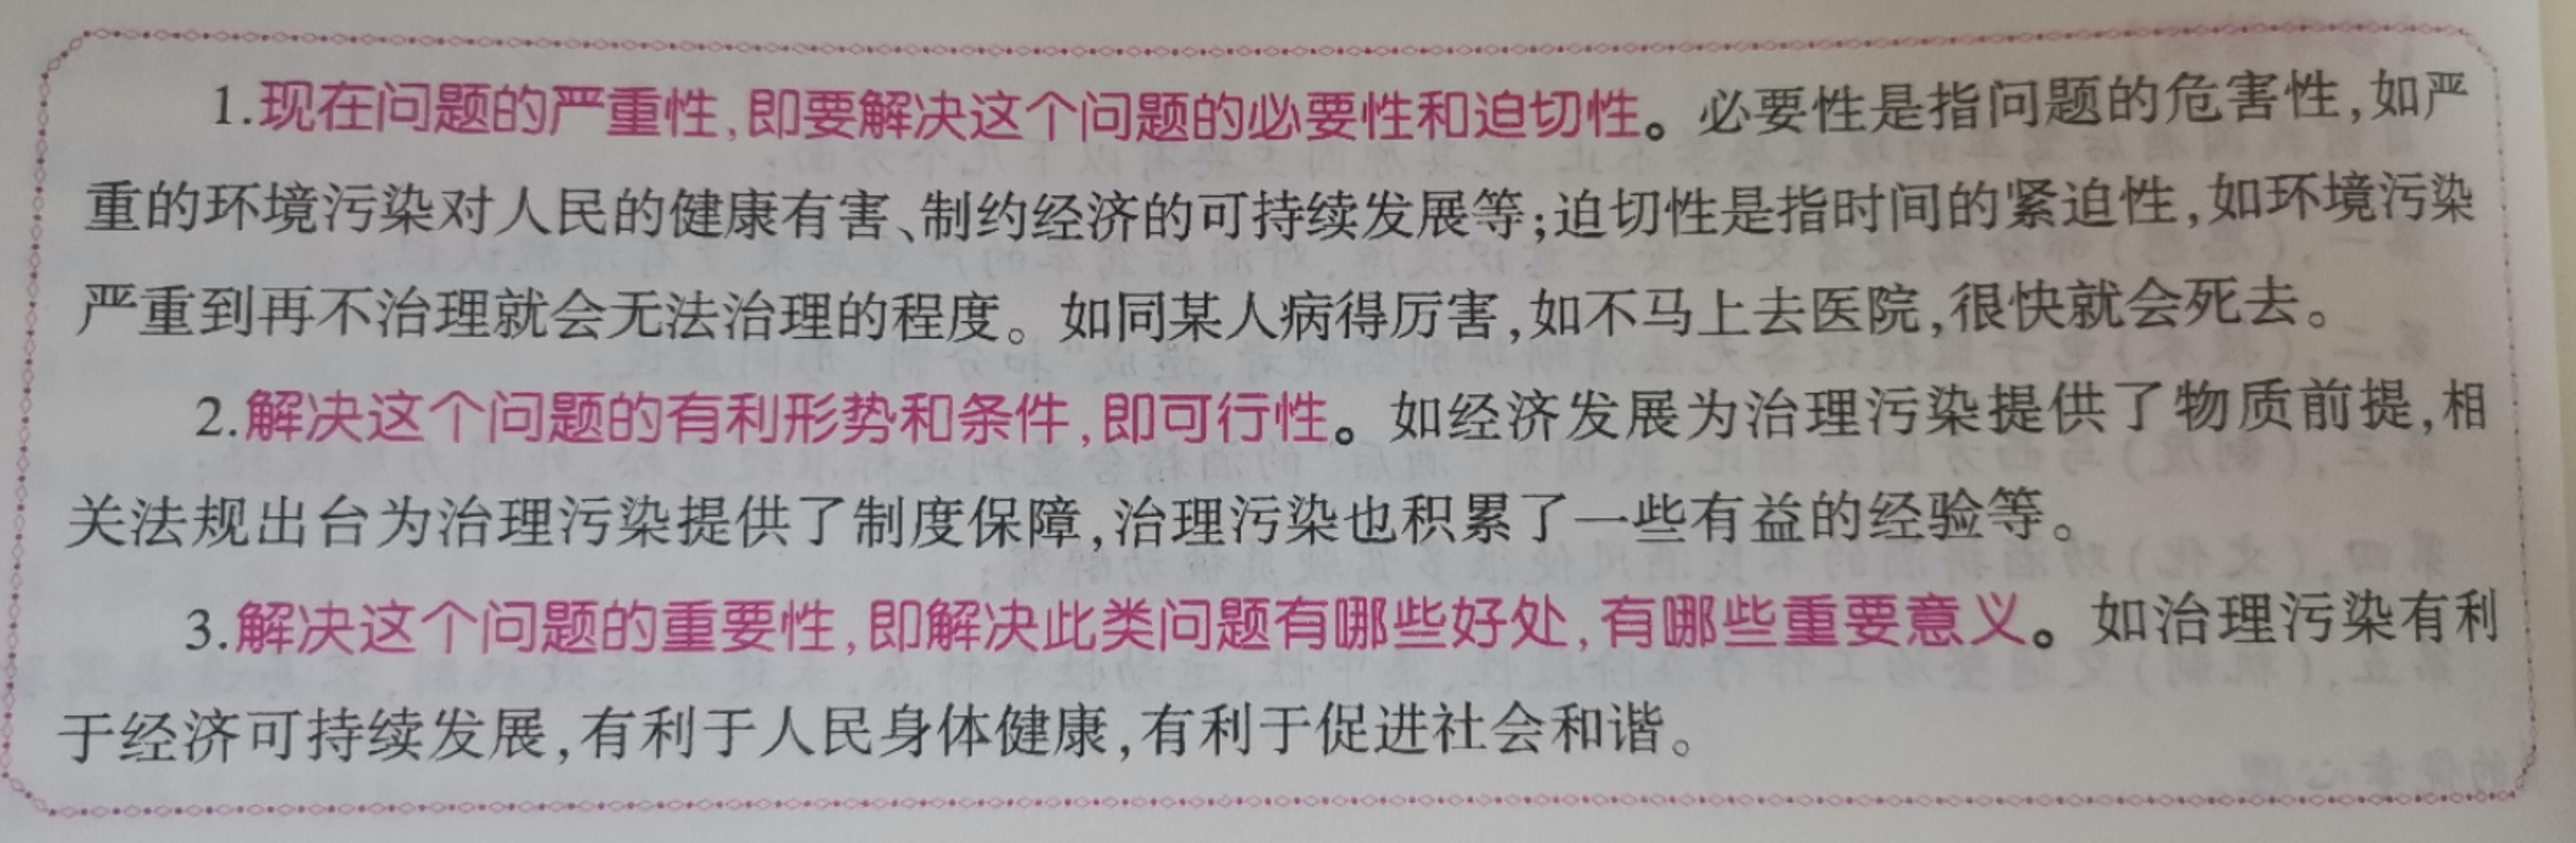 1.现在问题的严重性,即要解决这个问题的必要性和迫切性。必要性是指问题的危害性,如严
重的环境污染对人民的健康有害、制约经济的可持续发展等;迫切性是指时间的紧迫性,如环境污染
严重到再不治理就会无法治理的程度。如同某人病得厉害,如不马上去医院,很快就会死去。
2.解决这个问题的有利形势和条件,即可行性。如经济发展为治理污染提供了物质前提,相
关法规出台为治理污染提供了制度保障,治理污染也积累了一些有益的经验等。
3.解决这个问题的重要性,即解决此类问题有哪些好处,有哪些重要意义。如治理污染有利
于经济可持续发展,有利于人民身体健康,有利于促进社会和谐。